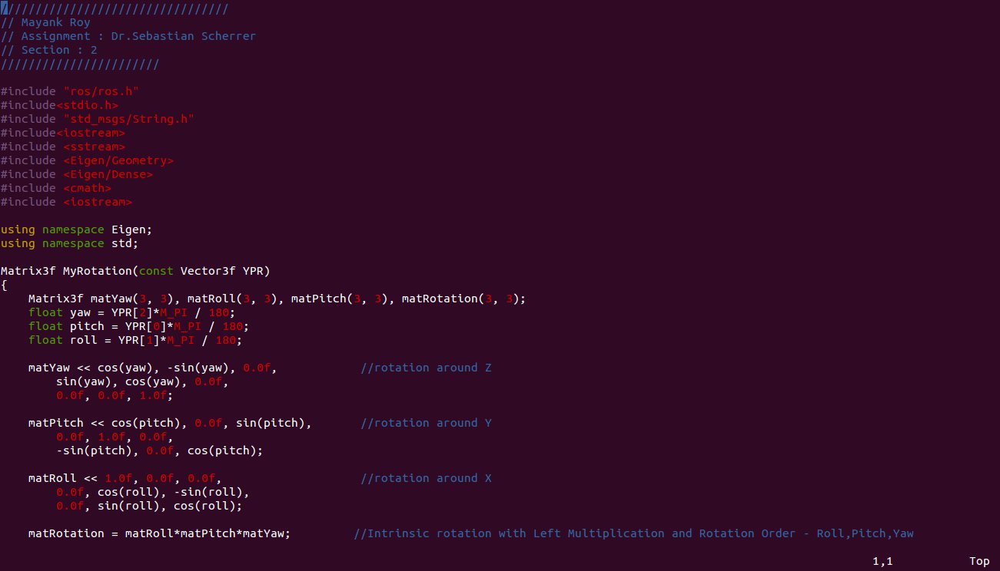 /////////////////////////////////
// Mayank Roy
// Assignment : Dr.Sebastian Scherrer
// Section : 2
///////////////////////

#include "ros/ros.h"
#include<stdio.h>
#include "std_msgs/String.h"
#include<iostream>
#include <sstream>
#include <Eigen/Geometry>
#include <Eigen/Dense>
#include <cmath>
#include <iostream>

using namespace Eigen;
using namespace std;

Matrix3f MyRotation(const Vector3f YPR)
{
    Matrix3f matYaw(3, 3), matRoll(3, 3), matPitch(3, 3), matRotation(3, 3);
    float yaw = YPR[2]*M_PI / 180;
    float pitch = YPR[0]*M_PI / 180;
    float roll = YPR[1]*M_PI / 180;

    matYaw << cos(yaw), -sin(yaw), 0.0f,            //rotation around Z
        sin(yaw), cos(yaw), 0.0f,
        0.0f, 0.0f, 1.0f;

    matPitch << cos(pitch), 0.0f, sin(pitch),       //rotation around Y
        0.0f, 1.0f, 0.0f,
        -sin(pitch), 0.0f, cos(pitch);

    matRoll << 1.0f, 0.0f, 0.0f,                    //rotation around X
        0.0f, cos(roll), -sin(roll),
        0.0f, sin(roll), cos(roll);

    matRotation = matRoll*matPitch*matYaw;         //Intrinsic rotation with Left Multiplication and Rotation Order - Roll,Pitch,Yaw

1,1 Top